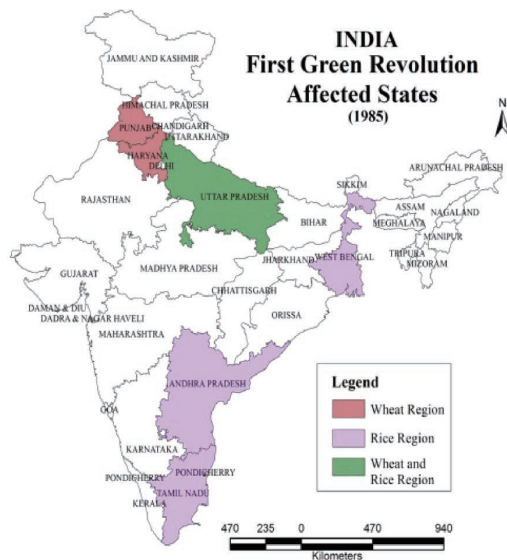 INDIA
First Green Revolution
Affected States
(1985)
N
JAMMU AND KASHMIR
HIMACHAL PRADESH
PUNJAB
CHANDIGARH
UTTARAKHAND
HARYANA
DELHI
ARUNACHAL PRADESH
SIKKIM
UTTAR PRADESH
RAJASTHAN
ASSAM
NAGALAND
BIHAR
MEGHALAYA
MANIPUR
TRIPURA
MIZORAM
JHARKHAND
WEST BENGAL
GUJARAT
MADHYA PRADESH
CHHATTISGARH
DAMAN & DIU
DADRA & NAGAR HAVELI
ORISSA
MAHARASHTRA
ANDHRA PRADESH
GOA
KARNATAKA
PONDICHERRY
PONDICHERRY
TAMIL NADU
KERALA
Legend
Wheat Region
Rice Region
Wheat and
Rice Region
470 235 0 470 940
Kilometers